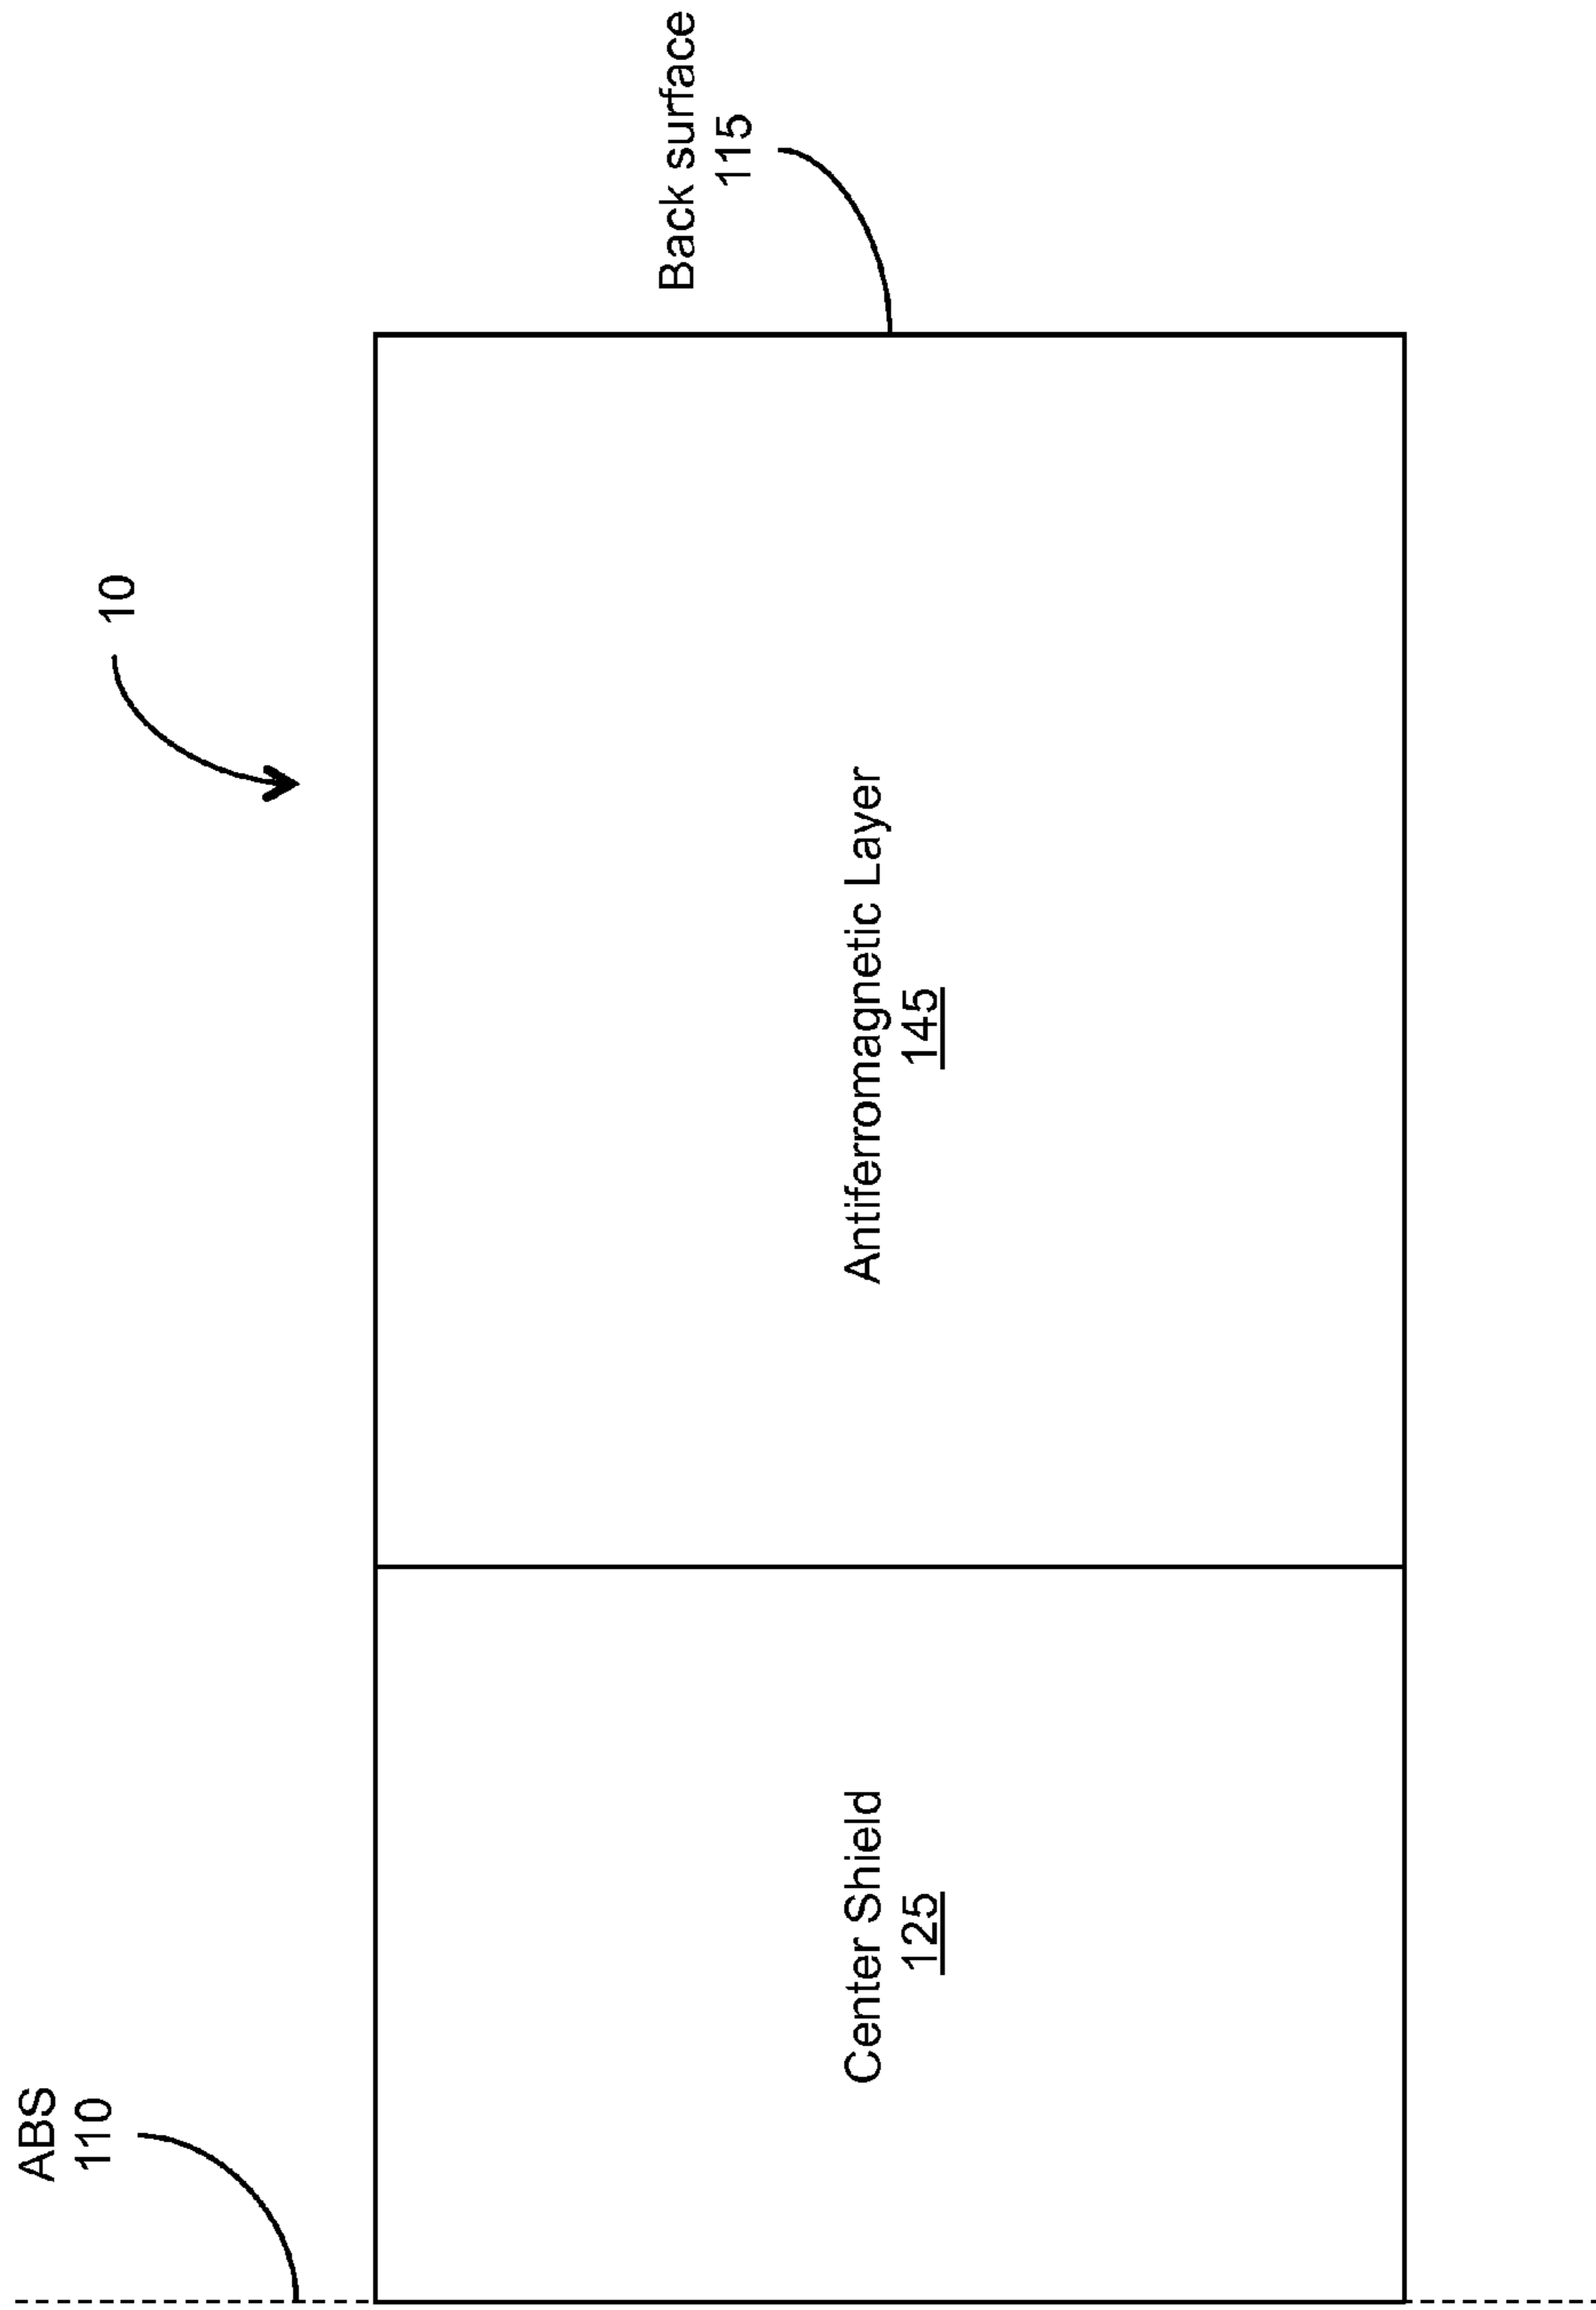 ABS
110
10
Back surface
115
Center Shield
125
Antiferromagnetic Layer
145